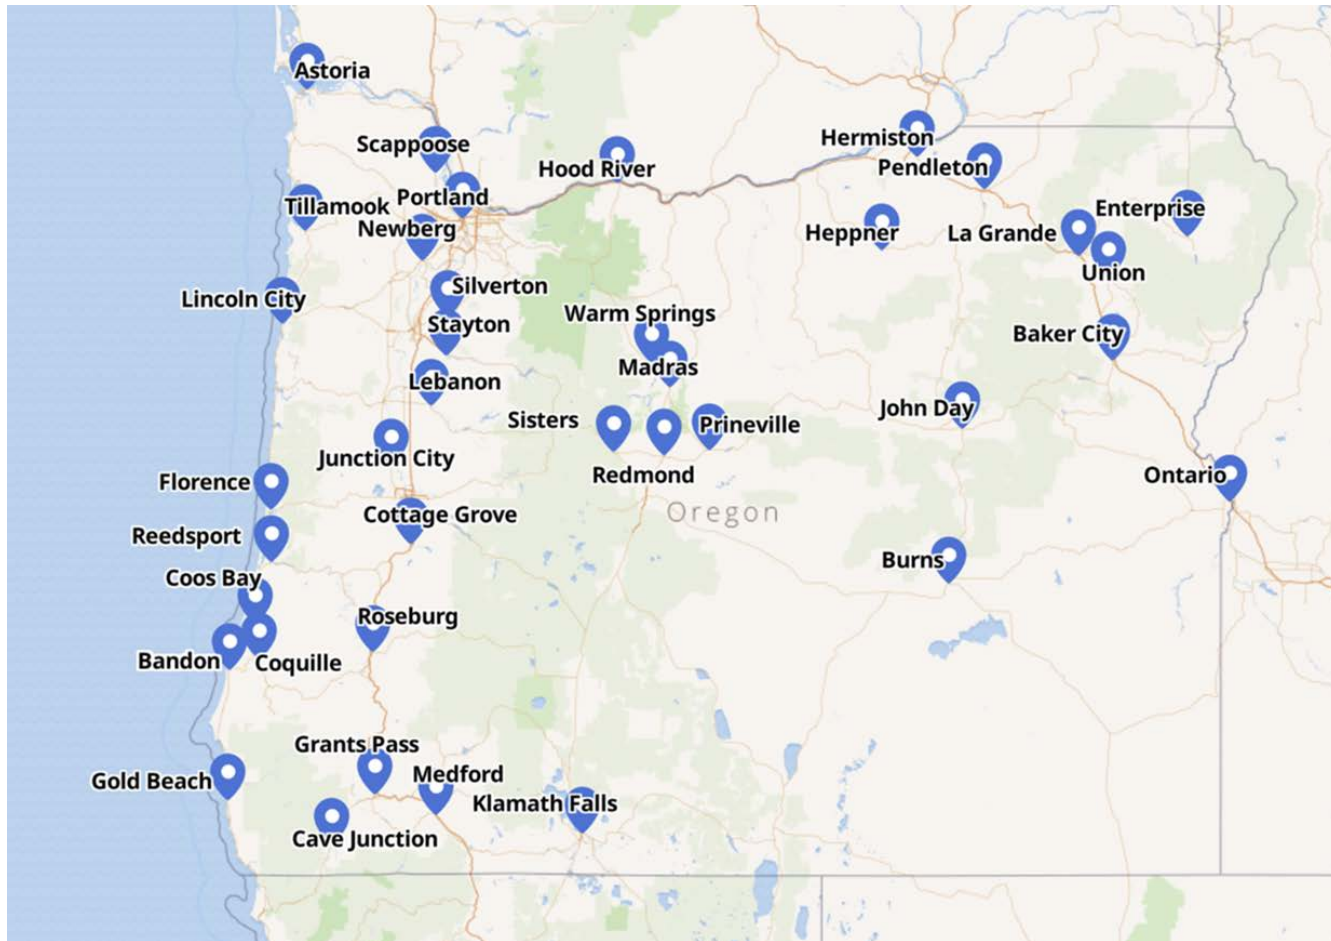 Astoria
Hermiston
Scappoose
Hood River
Pendleton
Tillamook
Portland
Enterprise
Newberg
Heppner
La Grande
Union
Silverton
Lincoln City
Warm Springs
Stayton
Baker City
Madras
Lebanon
John Day
Sisters
Prineville
Junction City
Redmond
Ontario
Florence
Oregon
Cottage Grove
Reedsport
Burns
Coos Bay
Roseburg
Bandon
Coquille
Grants Pass
Medford
Gold Beach
Klamath Falls
Cave Junction